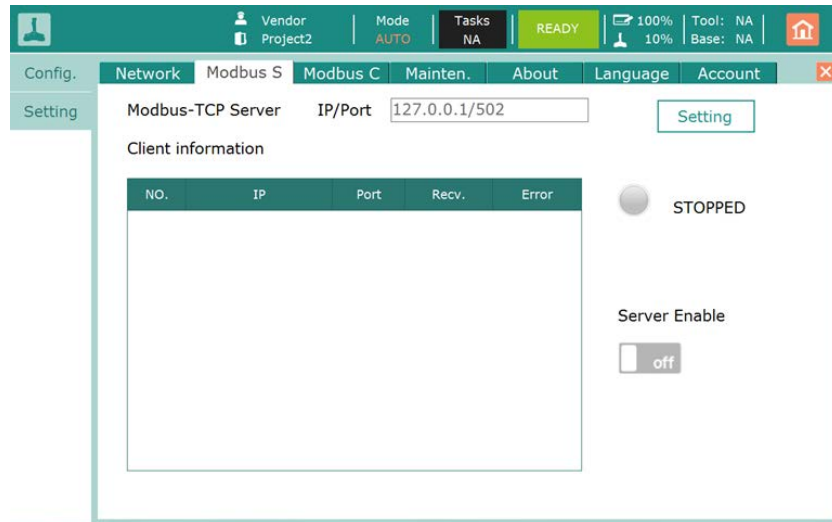 Vendor
Project2
Mode
AUTO
Tasks
NA
READY
100%
10%
Tool: NA
Base: NA
Config.
Setting
Network
Modbus S
Modbus C
Mainten.
About
Language
Account
Modbus-TCP Server IP/Port 127.0.0.1/502 Setting
Client information
NO. IP Port Recv. Error
STOPPED
Server Enable
off